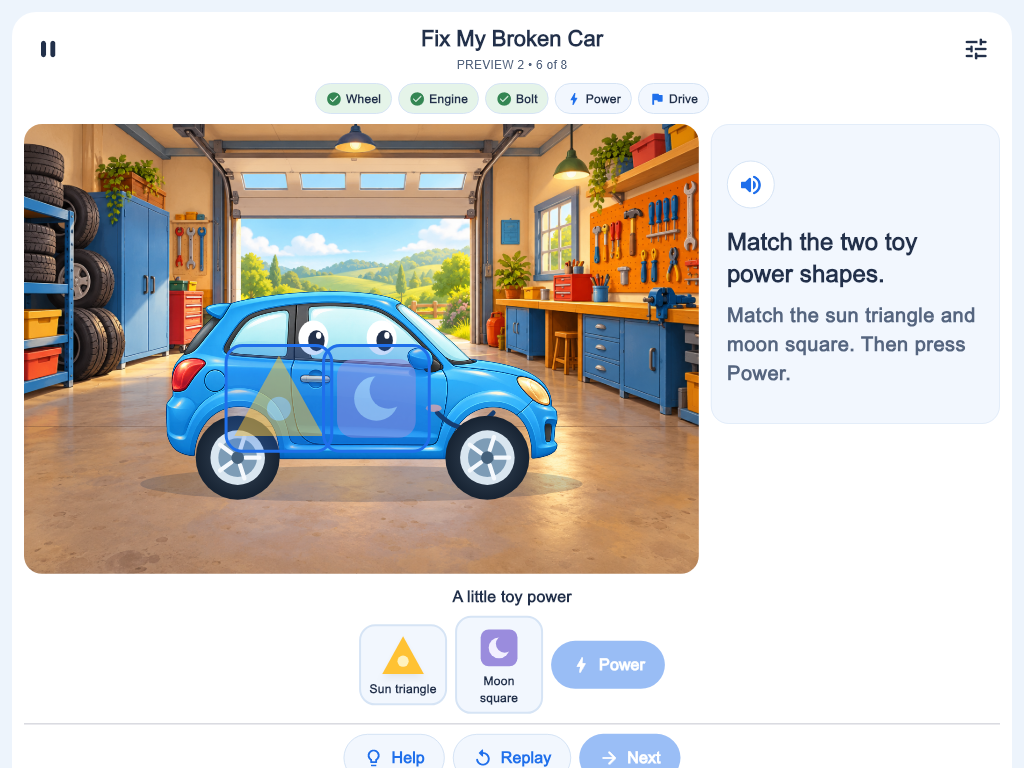 Fix My Broken Car
PREVIEW 2 • 6 of 8
Wheel
Engine
Bolt
Power
Drive
Match the two toy
power shapes.
Match the sun triangle and
moon square. Then press
Power.
A little toy power
Sun triangle
Moon
square
Power
Help
Replay
Next